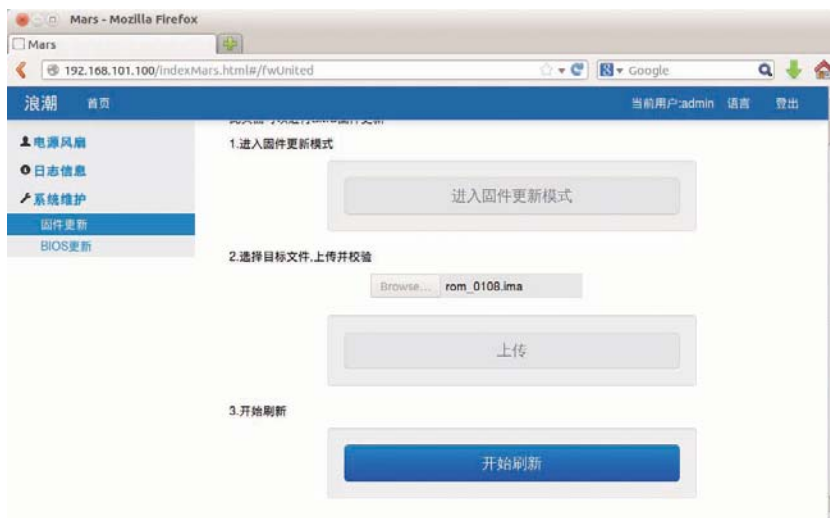 Mars - Mozilla Firefox
Mars
192.168.101.100/indexMars.html#/fwUnited
Google
浪潮 首页 当前用户:admin 语言 登出
电源风扇
日志信息
系统维护
固件更新
BIOS更新
1.进入固件更新模式
进入固件更新模式
2.选择目标文件,上传并校验
Browse... rom_0108.ima
上传
3.开始刷新
开始刷新